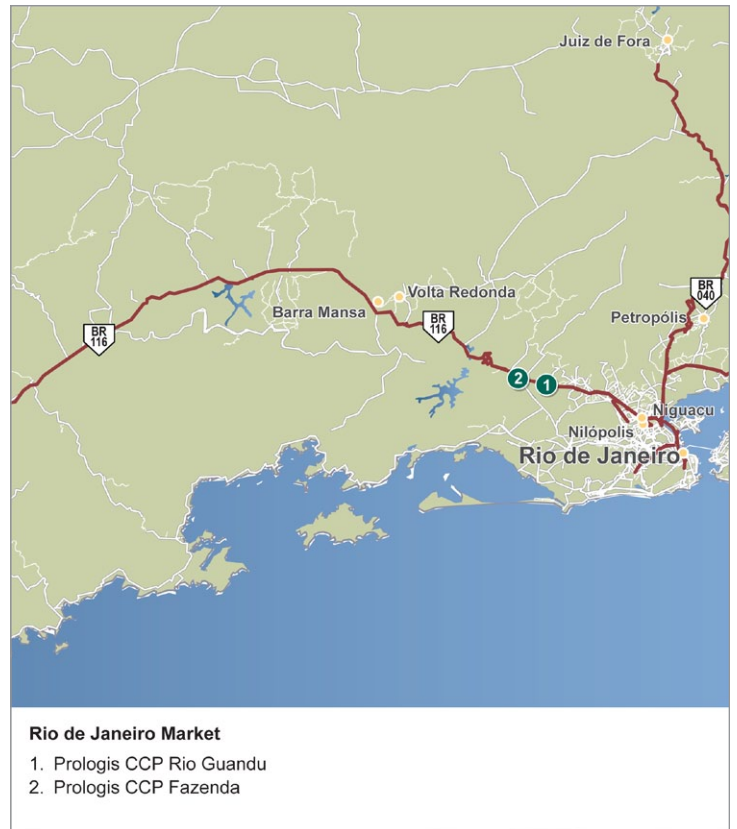 Juiz de Fora
BR
040
Volta Redonda
Barra Mansa
BR
116
Petropólis
BR
116
2
1
Niguacu
Nilópolis
Rio de Janeiro
Rio de Janeiro Market
1. Prologis CCP Rio Guandu
2. Prologis CCP Fazenda